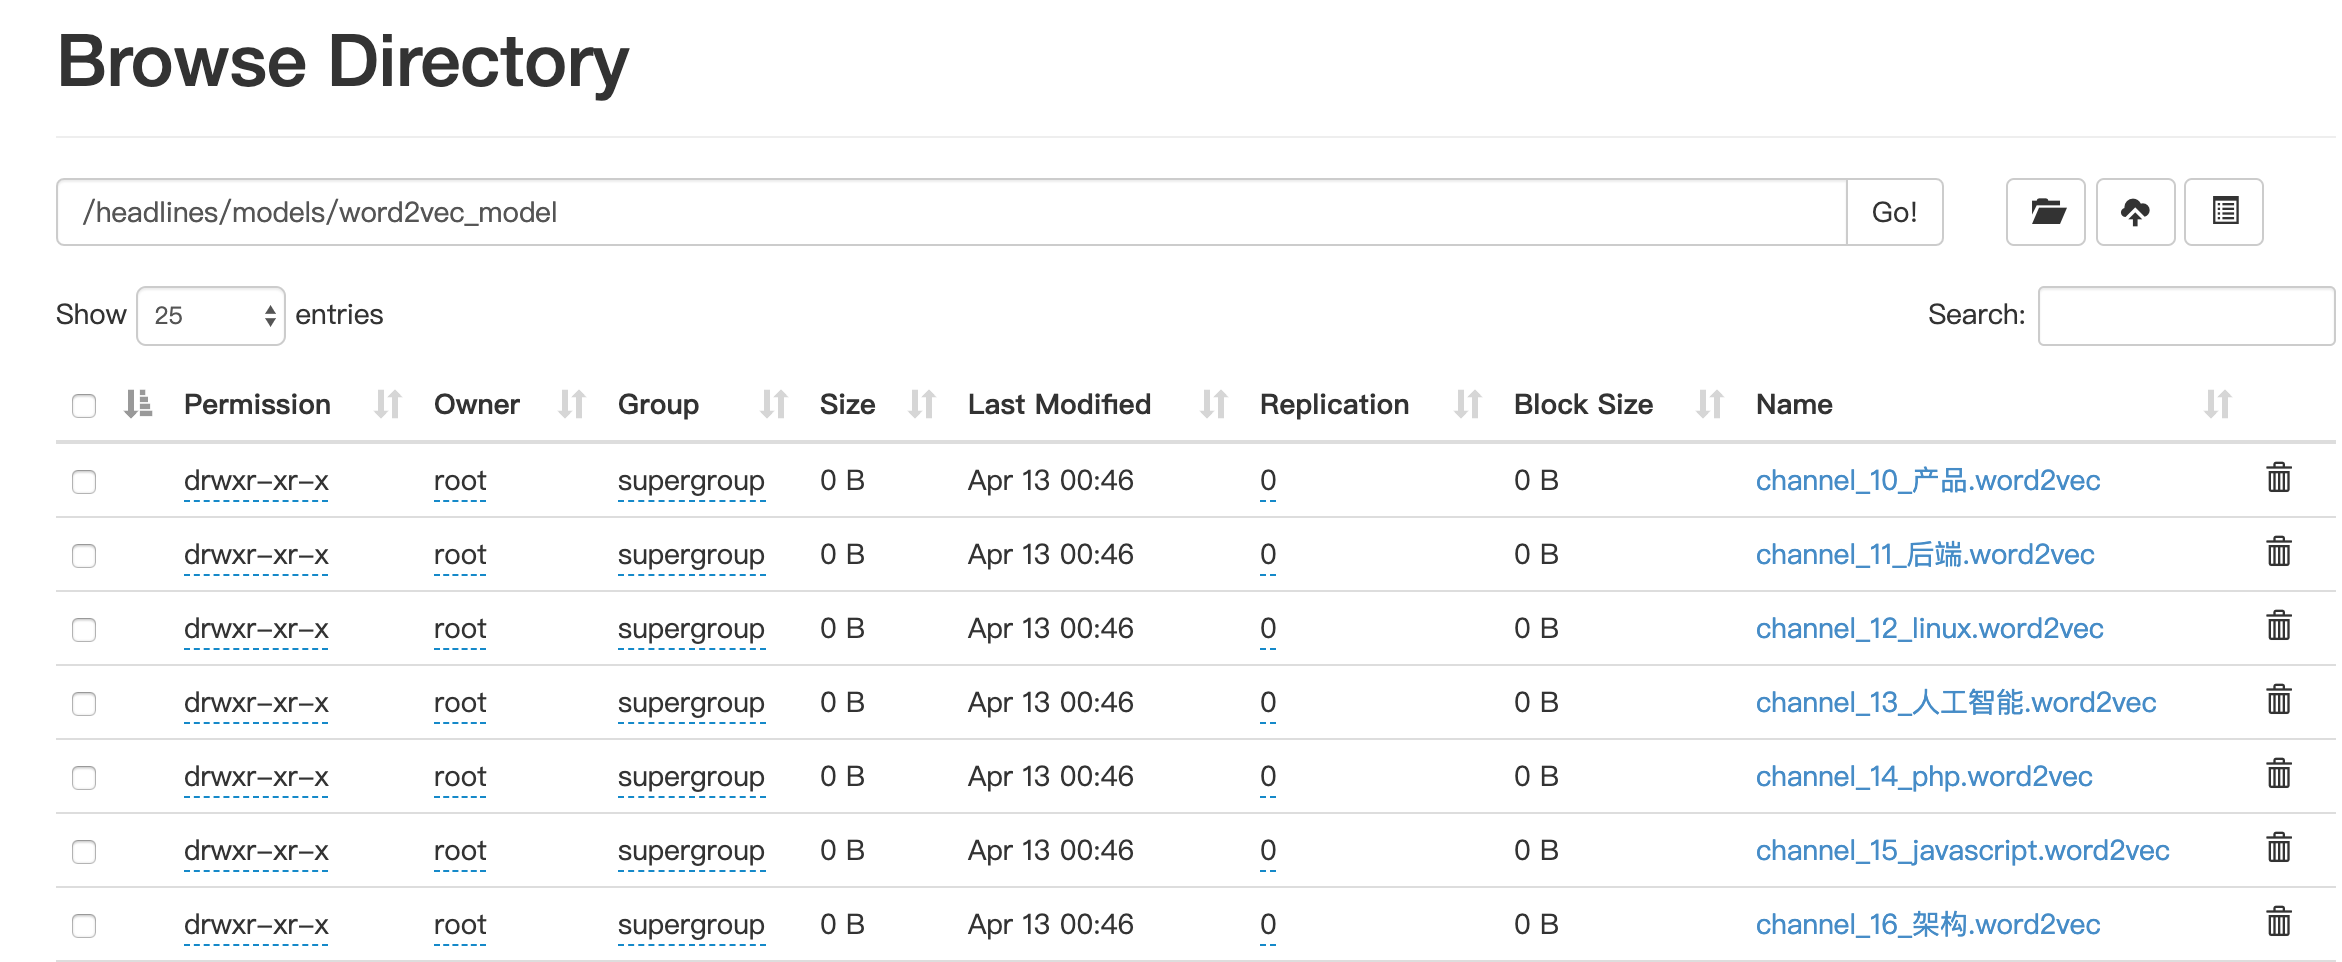 Browse Directory
/headlines/models/word2vec_model Go!
Show 25 entries Search:
Permission Owner Group Size Last Modified Replication Block Size Name
drwxr-xr-x root supergroup 0 B Apr 13 00:46 0 0 B channel_10_产品.word2vec
drwxr-xr-x root supergroup 0 B Apr 13 00:46 0 0 B channel_11_后端.word2vec
drwxr-xr-x root supergroup 0 B Apr 13 00:46 0 0 B channel_12_linux.word2vec
drwxr-xr-x root supergroup 0 B Apr 13 00:46 0 0 B channel_13_人工智能.word2vec
drwxr-xr-x root supergroup 0 B Apr 13 00:46 0 0 B channel_14_php.word2vec
drwxr-xr-x root supergroup 0 B Apr 13 00:46 0 0 B channel_15_javascript.word2vec
drwxr-xr-x root supergroup 0 B Apr 13 00:46 0 0 B channel_16_架构.word2vec